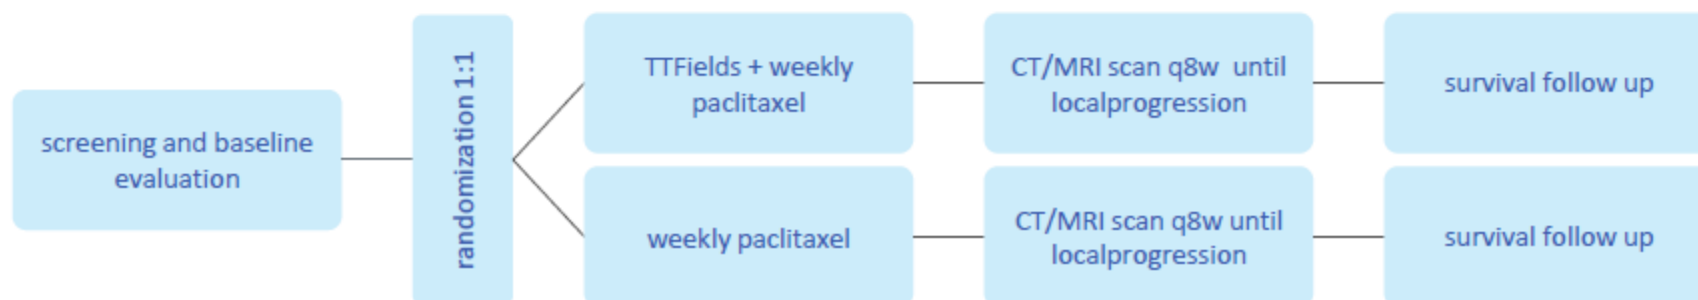 screening and baseline
evaluation
randomization 1:1
TTFields + weekly
paclitaxel
CT/MRI scan q8w  until
localprogression
survival follow up
weekly paclitaxel
CT/MRI scan q8w until
localprogression
survival follow up